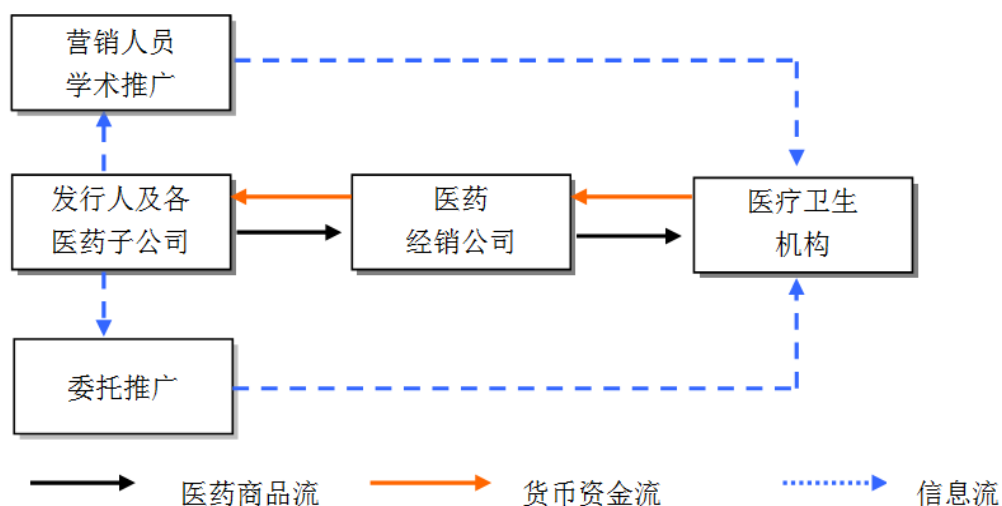 营销人员
学术推广
发行人及各
医药子公司
医药
经销公司
医疗卫生
机构
委托推广
医药商品流
货币资金流
信息流